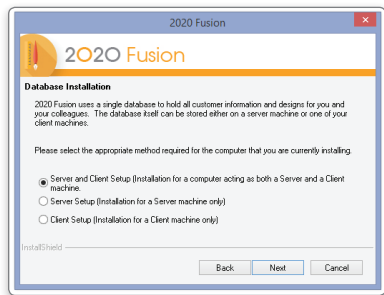 2020 Fusion
2020 Fusion
Database Installation
2020 Fusion uses a single database to hold all customer information and designs for you and
your colleagues. The database itself can be stored either on a server machine or one of your
client machines.
Please select the appropriate method required for the computer that you are currently installing.
Server and Client Setup (Installation for a computer acting as both a Server and a Client
machine.
Server Setup (Installation for a Server machine only)
Client Setup (Installation for a Client machine only)
InstallShield
Back Next Cancel